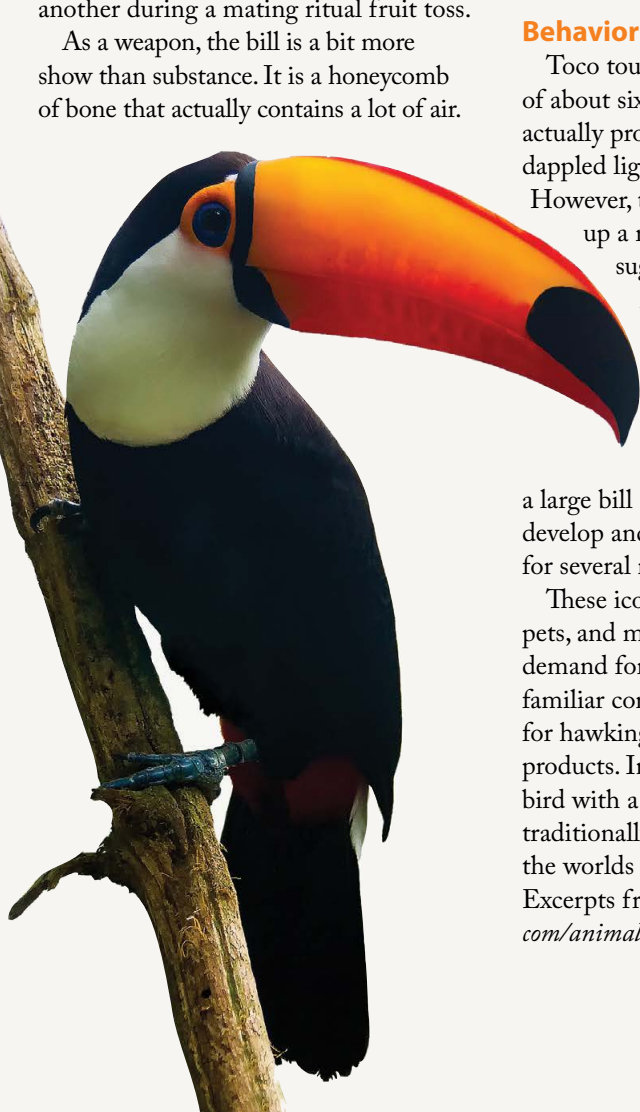 another during a mating ritual fruit toss.
As a weapon, the bill is a bit more
show than substance. It is a honeycomb
of bone that actually contains a lot of air.
Behavior
Toco tou
of about six
actually pro
dappled lig
However, t
up a r
sug
a large bill
develop and
for several r
These ico
pets, and m
demand for
familiar cor
for hawking
products. In
bird with a
traditionall
the worlds
Excerpts fr
com/animal